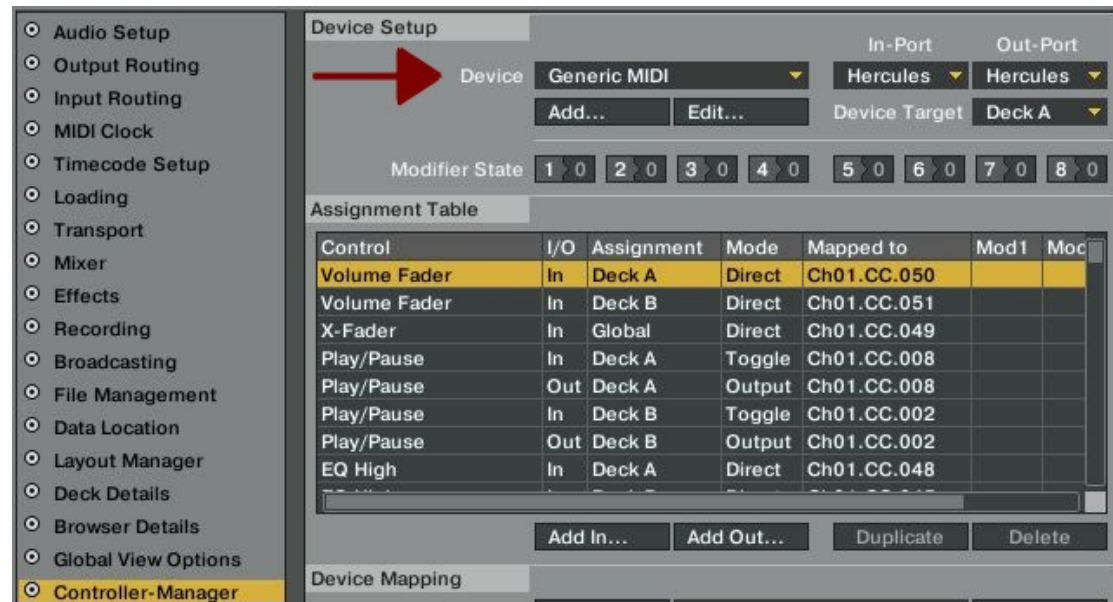 Audio Setup
Output Routing
Input Routing
MIDI Clock
Timecode Setup
Loading
Transport
Mixer
Effects
Recording
Broadcasting
File Management
Data Location
Layout Manager
Deck Details
Browser Details
Global View Options
Controller-Manager
Device Setup
In-Port Out-Port
Device Generic MIDI Hercules Hercules
Add... Edit... Device Target Deck A
Modifier State 1 0 2 0 3 0 4 0 5 0 6 0 7 0 8 0
Assignment Table
Control I/O Assignment Mode Mapped to Mod1 Mod
Volume Fader In Deck A Direct Ch01.CC.050
Volume Fader In Deck B Direct Ch01.CC.051
X-Fader In Global Direct Ch01.CC.049
Play/Pause In Deck A Toggle Ch01.CC.008
Play/Pause Out Deck A Output Ch01.CC.008
Play/Pause In Deck B Toggle Ch01.CC.002
Play/Pause Out Deck B Output Ch01.CC.002
EQ High In Deck A Direct Ch01.CC.048
Add In... Add Out... Duplicate Delete
Device Mapping